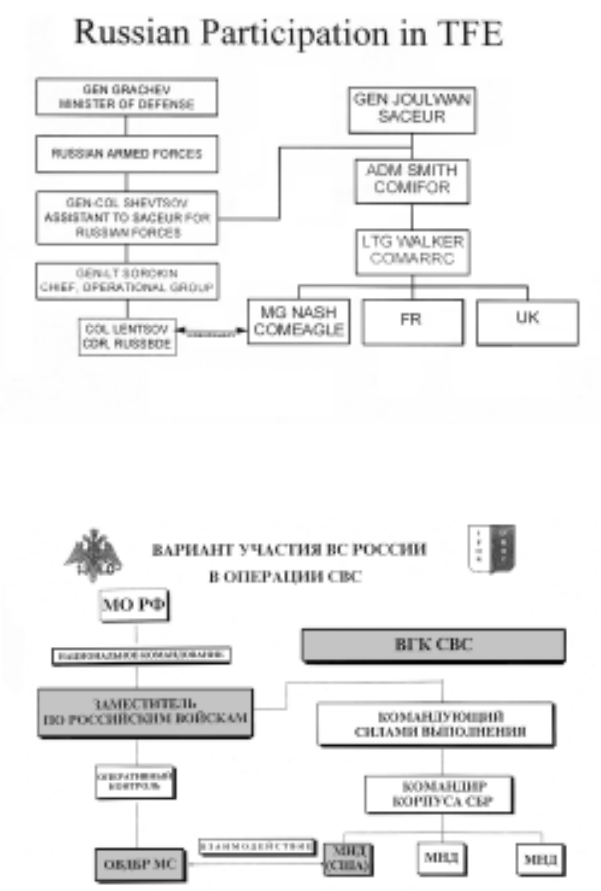 Russian Participation in TFE
GEN GRACHEV
MINISTER OF DEFENSE
GEN JOULWAN
SACEUR
RUSSIAN ARMED FORCES
ADM SMITH
COMIFOR
GEN-COL SHEVTSOV
ASSISTANT TO SACEUR FOR
RUSSIAN FORCES
LTG WALKER
COMARRC
GEN-LT SOROKIN
CHIEF, OPERATIONAL GROUP
COL LENTSOV
CDR, RUSSBDE
MG NASH
COMEAGLE
FR
UK
ВАРИАНТ УЧАСТИЯ ВС РОССИИ
В ОПЕРАЦИИ СВС
МО РФ
НАЦИОНАЛЬНОЕ КОМАНДОВАНИЕ
ВГК СВС
ЗАМЕСТИТЕЛЬ
ПО РОССИЙСКИМ ВОЙСКАМ
КОМАНДУЮЩИЙ
СИЛАМИ ВЫПОЛНЕНИЯ
ОПЕРАТИВНЫЙ
КОНТРОЛЬ
КОМАНДИР
КОРПУСА СБР
ВЗАИМОДЕЙСТВИЕ
ОВДБР МС
МНД
(США)
МНД
МНД